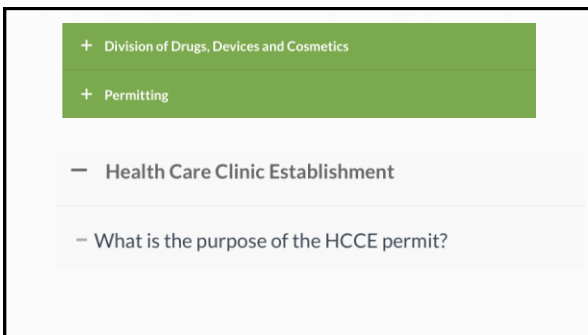 + Division of Drugs, Devices and Cosmetics
+ Permitting
− Health Care Clinic Establishment
− What is the purpose of the HCCE permit?